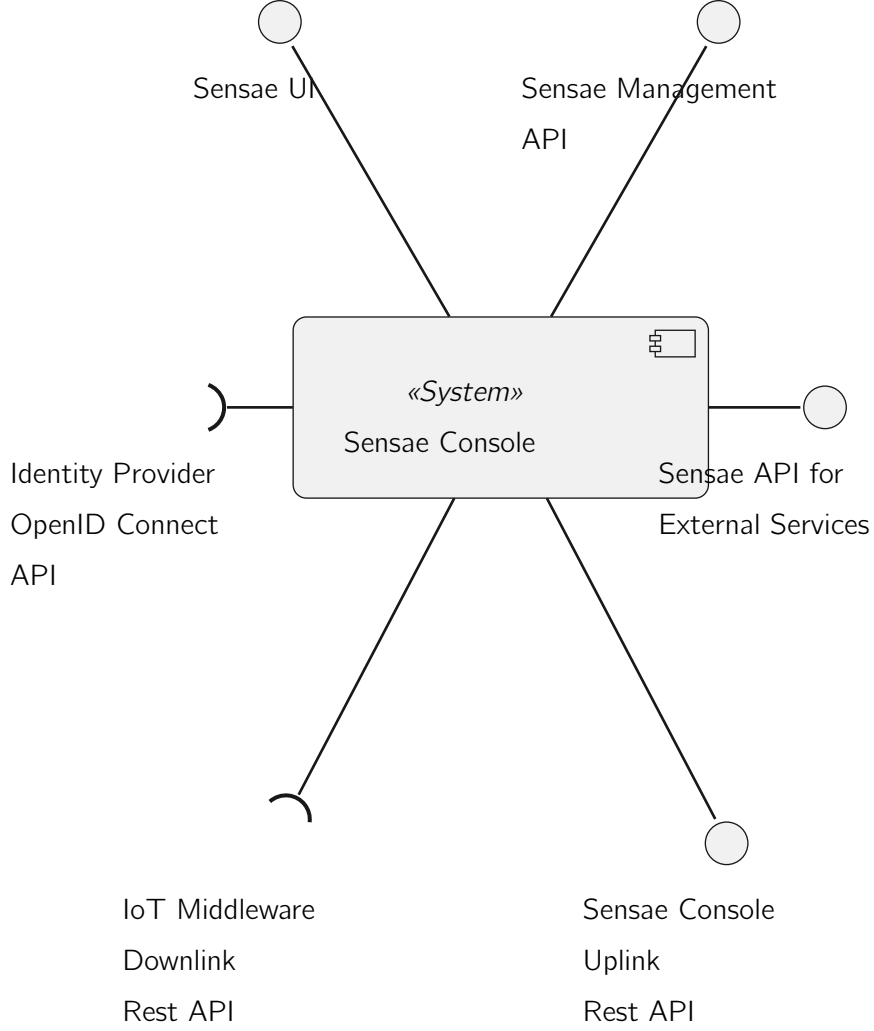 Sensae UI
Sensae Management
API
«System»
Sensae Console
Identity Provider
OpenID Connect
API
Sensae API for
External Services
IoT Middleware
Downlink
Rest API
Sensae Console
Uplink
Rest API